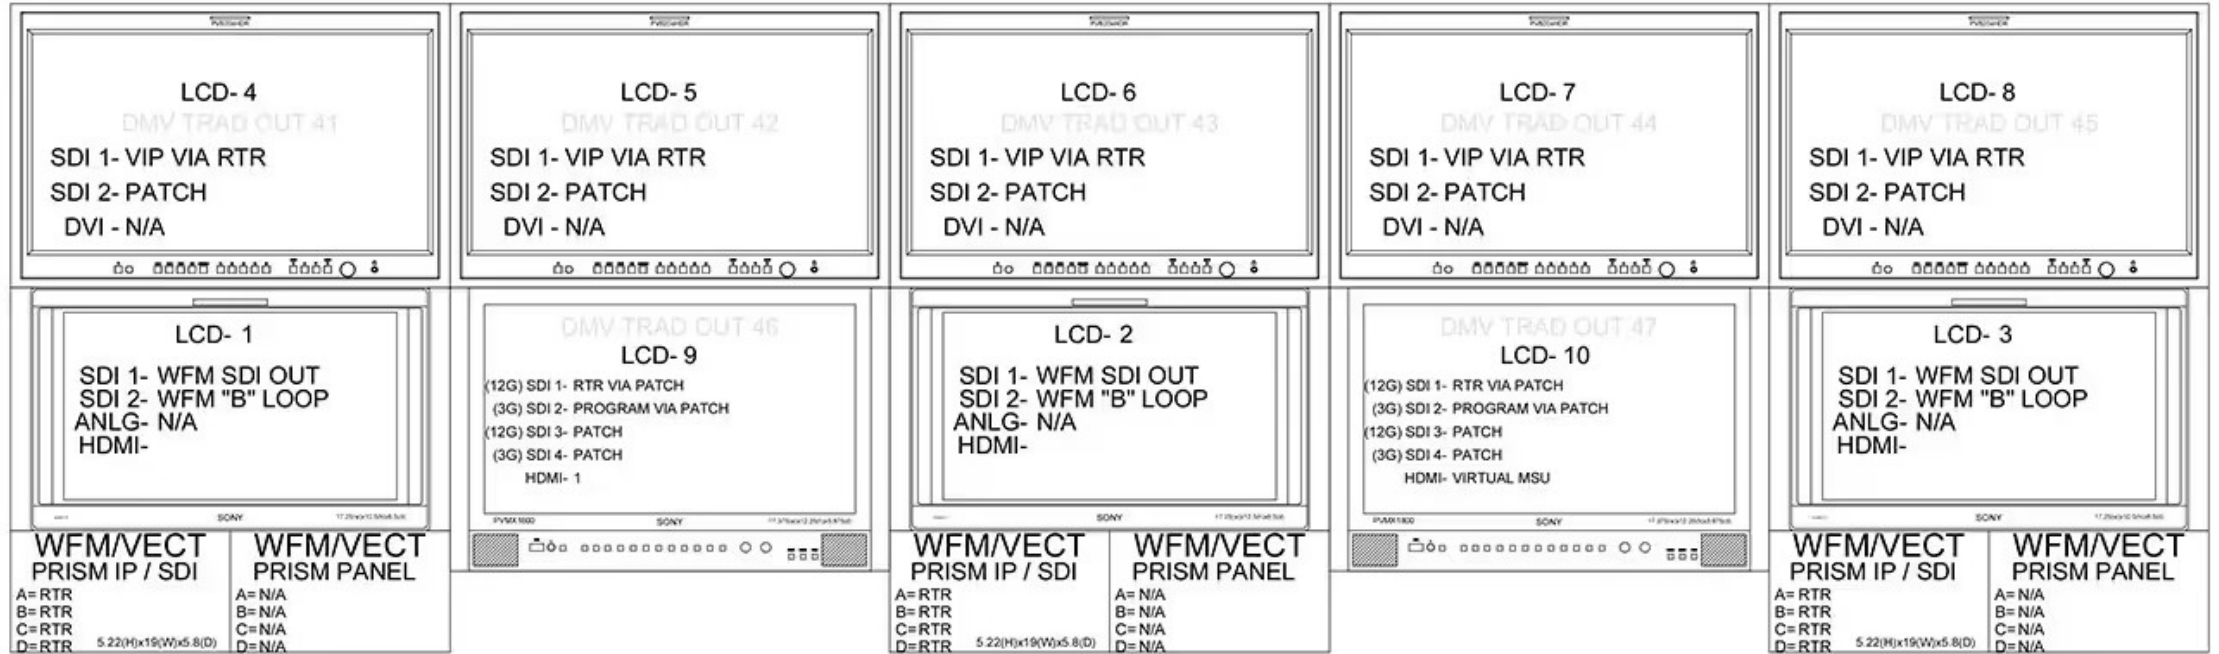 LCD- 4
DMV TRAD OUT 41
SDI 1- VIP VIA RTR
SDI 2- PATCH
DVI - N/A
LCD- 5
DMV TRAD OUT 42
SDI 1- VIP VIA RTR
SDI 2- PATCH
DVI - N/A
LCD- 6
DMV TRAD OUT 43
SDI 1- VIP VIA RTR
SDI 2- PATCH
DVI - N/A
LCD- 7
DMV TRAD OUT 44
SDI 1- VIP VIA RTR
SDI 2- PATCH
DVI - N/A
LCD- 8
DMV TRAD OUT 45
SDI 1- VIP VIA RTR
SDI 2- PATCH
DVI - N/A
LCD- 1
SDI 1- WFM SDI OUT
SDI 2- WFM "B" LOOP
ANLG- N/A
HDMI-
SONY
DMV TRAD OUT 46
LCD- 9
(12G) SDI 1- RTR VIA PATCH
(3G) SDI 2- PROGRAM VIA PATCH
(12G) SDI 3- PATCH
(3G) SDI 4- PATCH
HDMI- 1
SONY
LCD- 2
SDI 1- WFM SDI OUT
SDI 2- WFM "B" LOOP
ANLG- N/A
HDMI-
SONY
DMV TRAD OUT 47
LCD- 10
(12G) SDI 1- RTR VIA PATCH
(3G) SDI 2- PROGRAM VIA PATCH
(12G) SDI 3- PATCH
(3G) SDI 4- PATCH
HDMI- VIRTUAL MSU
SONY
LCD- 3
SDI 1- WFM SDI OUT
SDI 2- WFM "B" LOOP
ANLG- N/A
HDMI-
SONY
WFM/VECT
PRISM IP / SDI
A= RTR
B= RTR
C= RTR
D= RTR
5.22(H)x19(W)x5.8(D)
WFM/VECT
PRISM PANEL
A= N/A
B= N/A
C= N/A
D= N/A
WFM/VECT
PRISM IP / SDI
A= RTR
B= RTR
C= RTR
D= RTR
5.22(H)x19(W)x5.8(D)
WFM/VECT
PRISM PANEL
A= N/A
B= N/A
C= N/A
D= N/A
WFM/VECT
PRISM IP / SDI
A= RTR
B= RTR
C= RTR
D= RTR
5.22(H)x19(W)x5.8(D)
WFM/VECT
PRISM PANEL
A= N/A
B= N/A
C= N/A
D= N/A